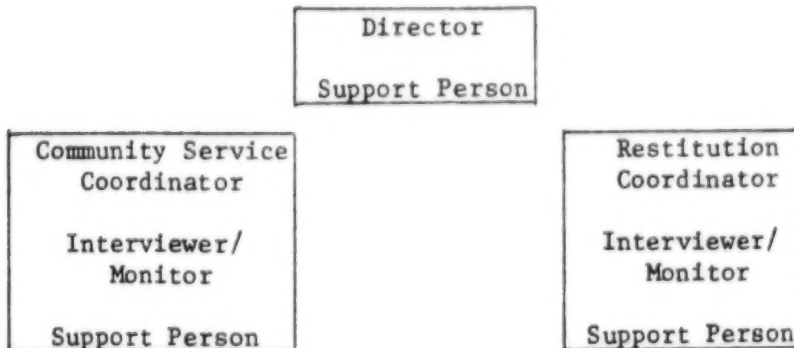 Director
Support Person
Community Service
Coordinator
Interviewer/
Monitor
Support Person
Restitution
Coordinator
Interviewer/
Monitor
Support Person